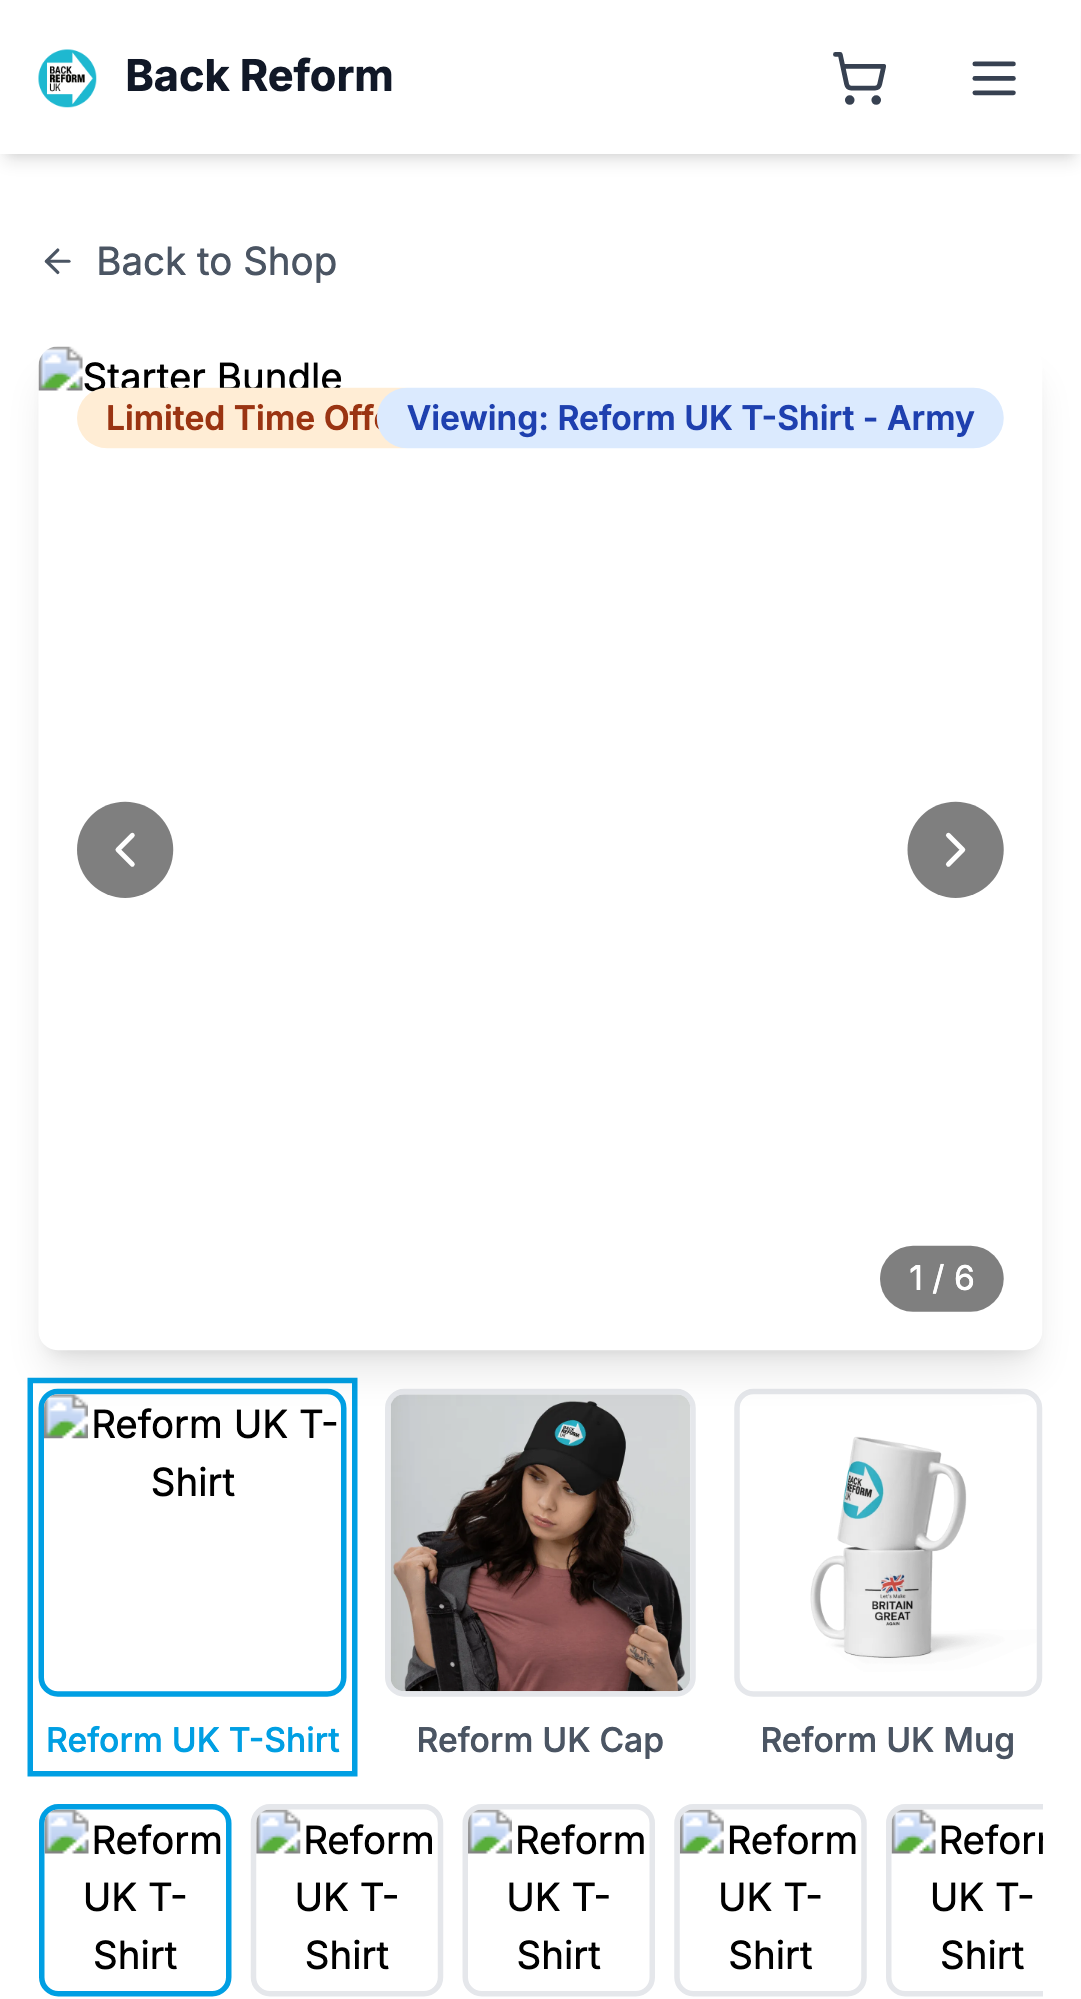 BACK
REFORM
UK
Back Reform
Back to Shop
Starter Bundle
Limited Time Offe
Viewing: Reform UK T-Shirt - Army
1 / 6
Reform UK T-
Shirt
BACK
REFORM
UK
BACK
REFORM
UK
Let's Make
BRITAIN
GREAT
AGAIN
Reform UK T-Shirt
Reform UK Cap
Reform UK Mug
Reform
UK T-
Shirt
Reform
UK T-
Shirt
Reform
UK T-
Shirt
Reform
UK T-
Shirt
Refor
UK T-
Shirt